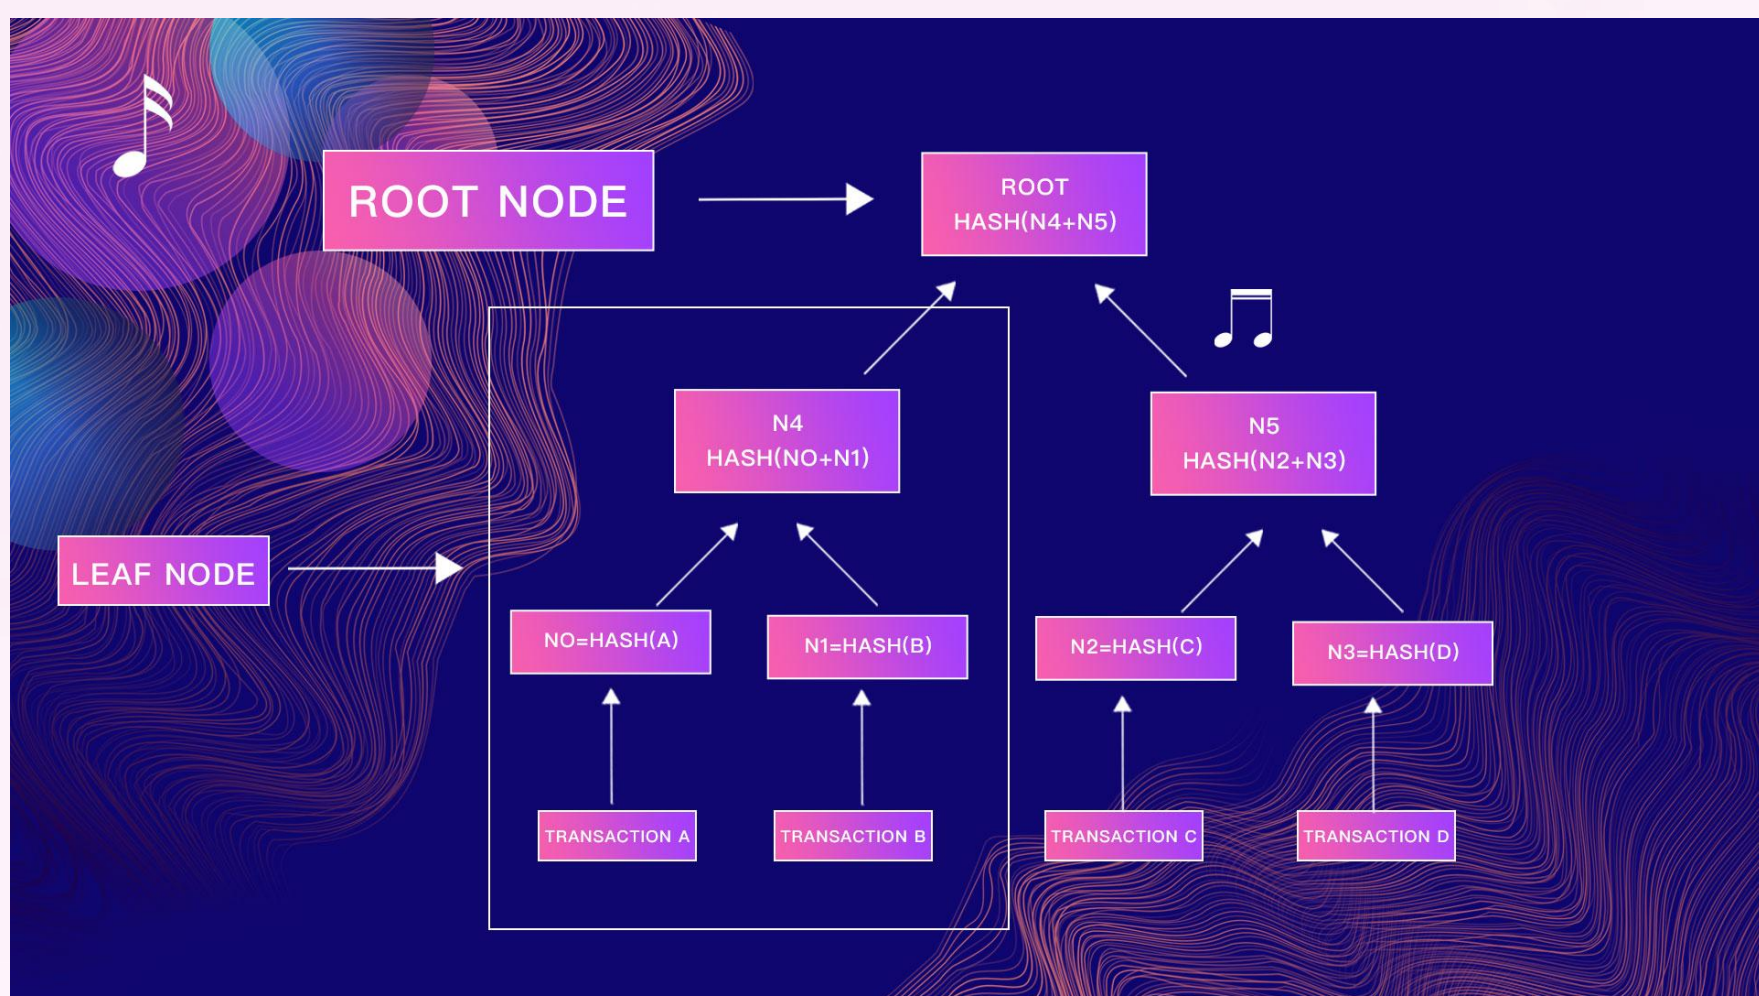 ROOT NODE
ROOT
HASH(N4+N5)
N4
HASH(NO+N1)
N5
HASH(N2+N3)
LEAF NODE
NO=HASH(A)
N1=HASH(B)
N2=HASH(C)
N3=HASH(D)
TRANSACTION A
TRANSACTION B
TRANSACTION C
TRANSACTION D